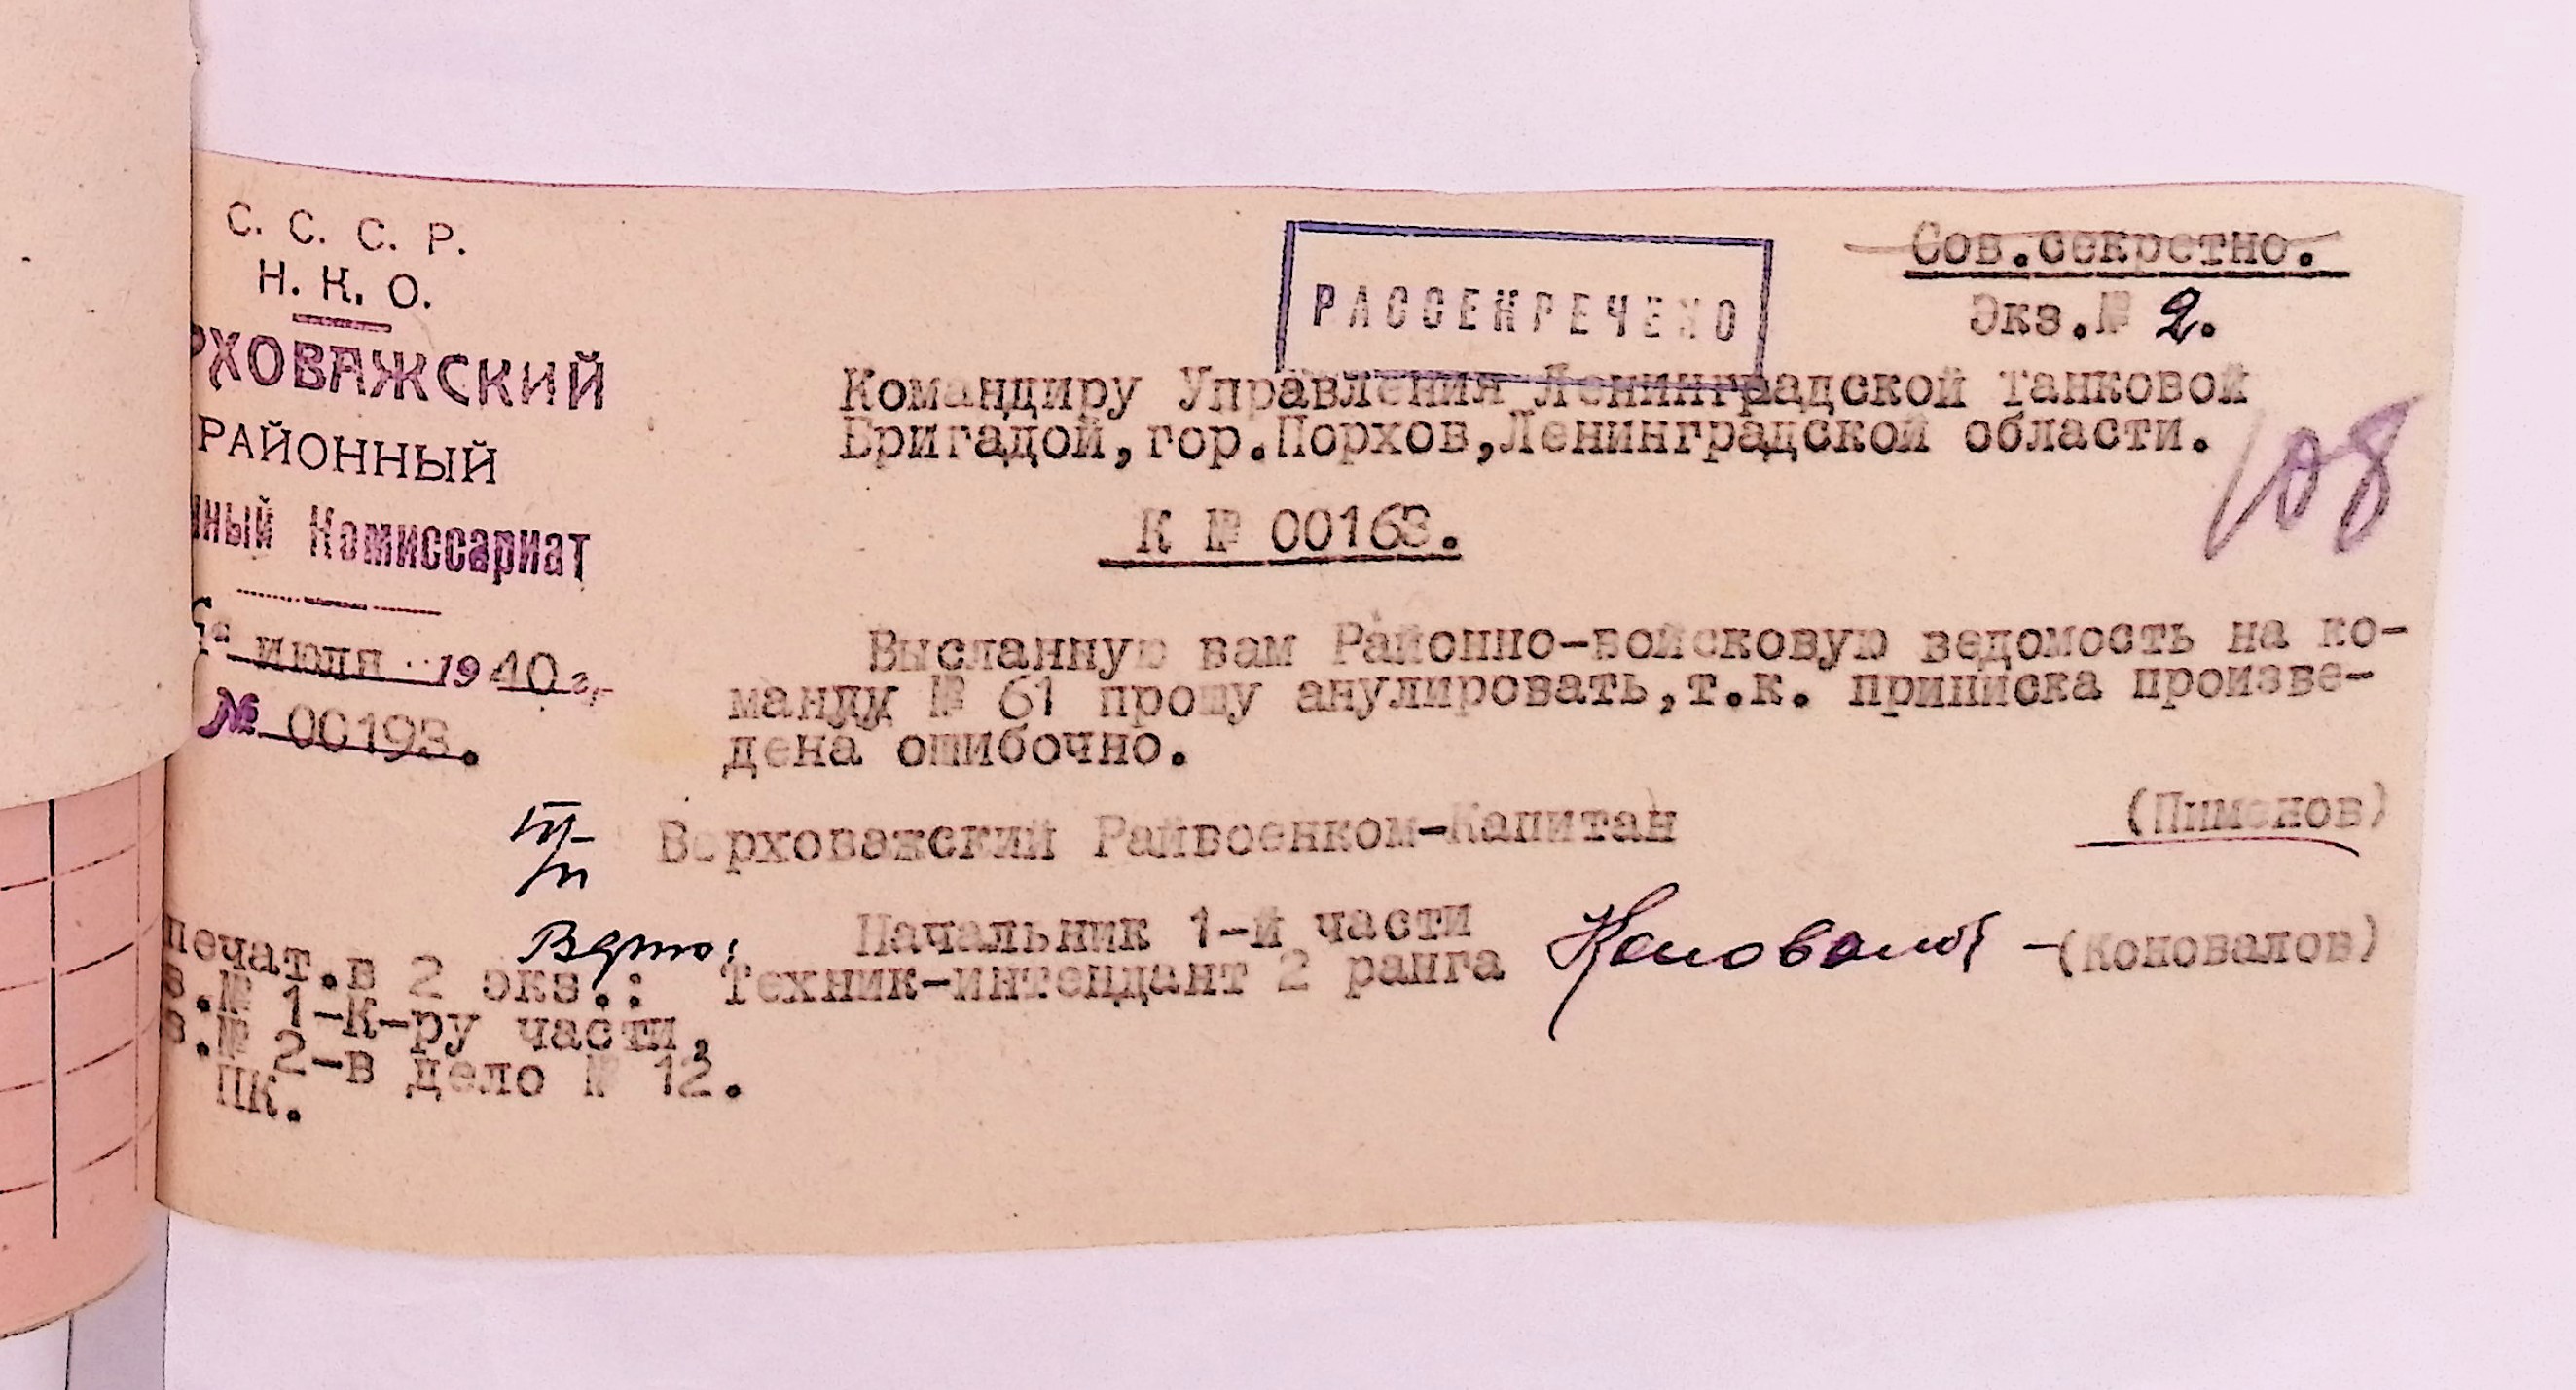 С. С. С. Р.
Н. К. О.
РХОВАЖСКИЙ
РАЙОННЫЙ
ный Комиссариат
июля 1940 г.
№ 00193.
РАССЕКРЕЧЕНО
Сов.секретно.
Экз.№ 2.
Командиру Управления Ленинградской танковой
Бригадой,гор.Порхов,Ленинградской области.
108
К № 00163.
Высланную вам Районно-войсковую ведомость на ко-
манду № 61 прошу анулировать,т.к. приписка произве-
дена ошибочно.
Верховажский Райвоенком-Капитан (Пименов)
Верно: Начальник 1-й части
Техник-интендант 2 ранга Коновалов -(Коновалов)
печат.в 2 экз.:
з.№ 1-К-ру части,
з.№ 2-в дело № 12.
ПК.